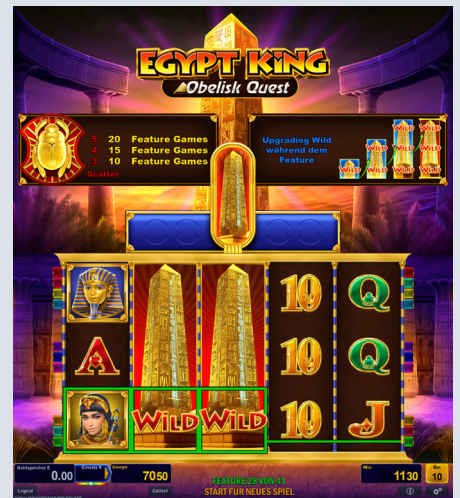 EGYPT KING
Obelisk Quest
5 20 Feature Games
4 15 Feature Games
3 10 Feature Games
Scatter
Upgrading Wild
während dem
Feature
WILD
WILD WILD WILD
WILD WILD WILD WILD
10 Q
A 10 Q
WILD WILD 10 J
Geldspeicher € 0.00
Einsatz €
Energie 7050
FEATURE 28 VON 41
START FÜR NEUES SPIEL
Win 1130
Bet 10
Logout
Collect